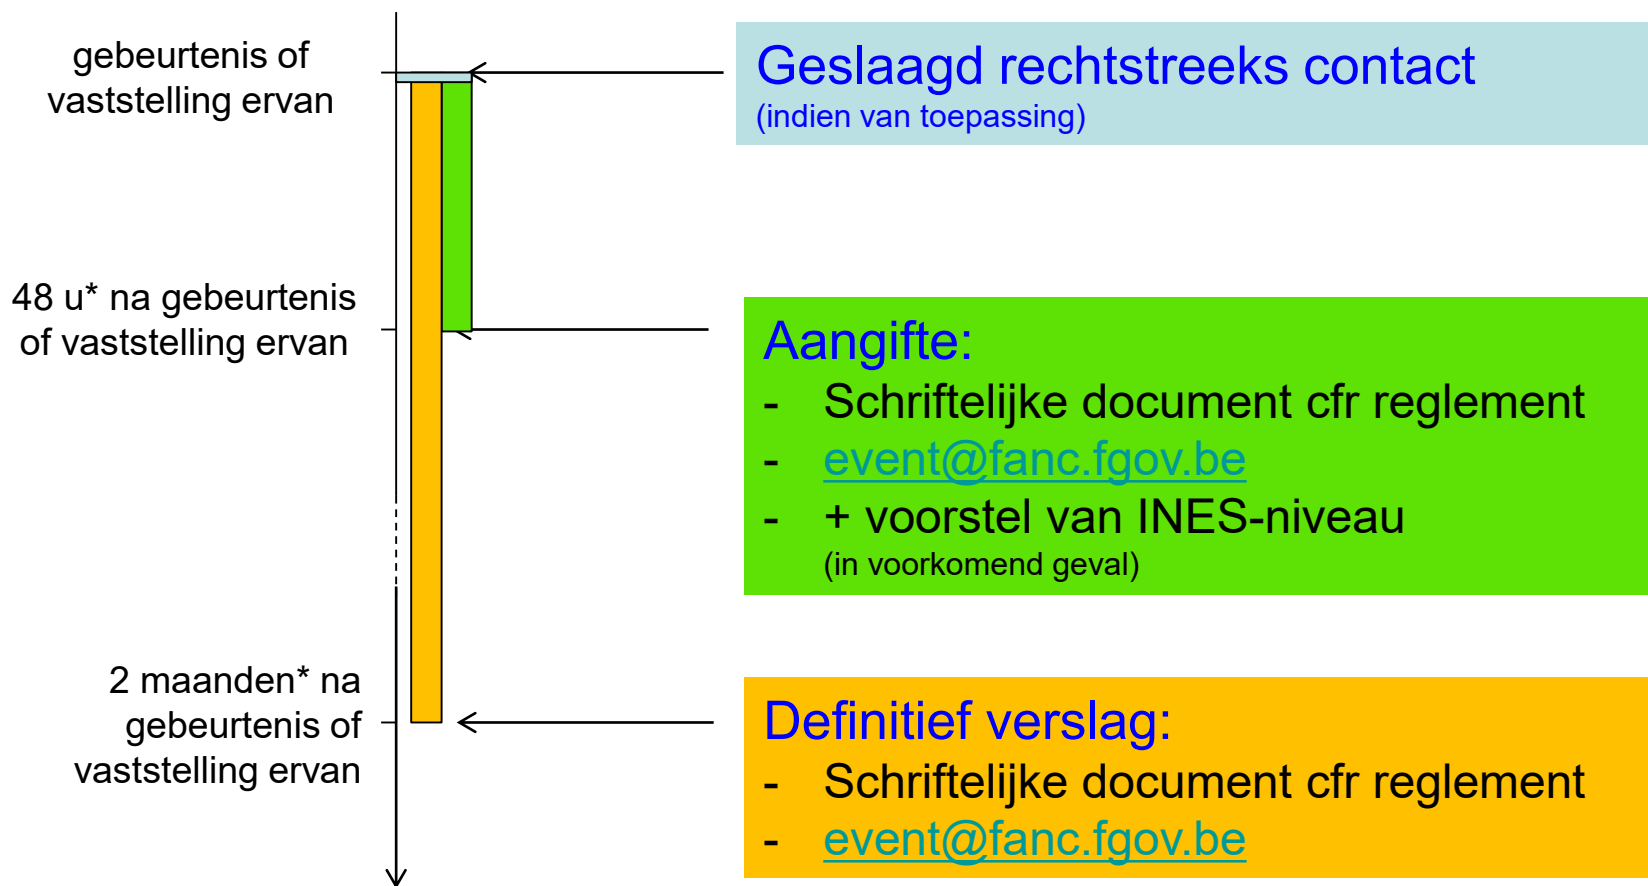 gebeurtenis of
vaststelling ervan
Geslaagd rechtstreeks contact
(indien van toepassing)
48 u* na gebeurtenis
of vaststelling ervan
Aangifte:
- Schriftelijke document cfr reglement
- event@fanc.fgov.be
- + voorstel van INES-niveau
(in voorkomend geval)
2 maanden* na
gebeurtenis of
vaststelling ervan
Definitief verslag:
- Schriftelijke document cfr reglement
- event@fanc.fgov.be